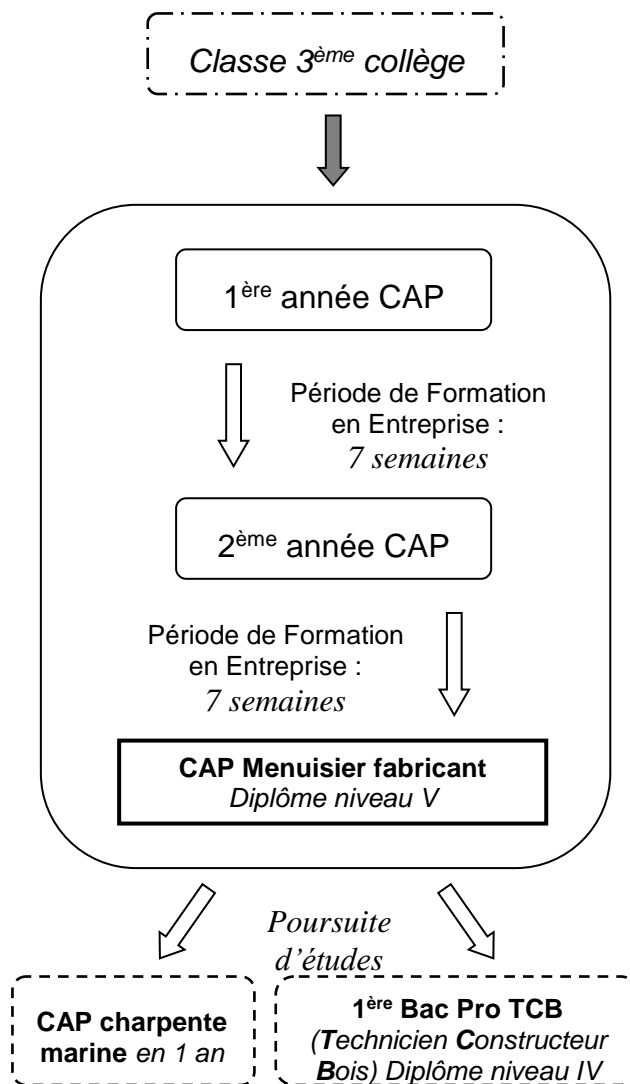 Classe 3ème collège
1ère année CAP
Période de Formation
en Entreprise :
7 semaines
2ème année CAP
Période de Formation
en Entreprise :
7 semaines
CAP Menuisier fabricant
Diplôme niveau V
Poursuite
d’études
CAP charpente
marine en 1 an
1ère Bac Pro TCB
(Technicien Constructeur
Bois) Diplôme niveau IV